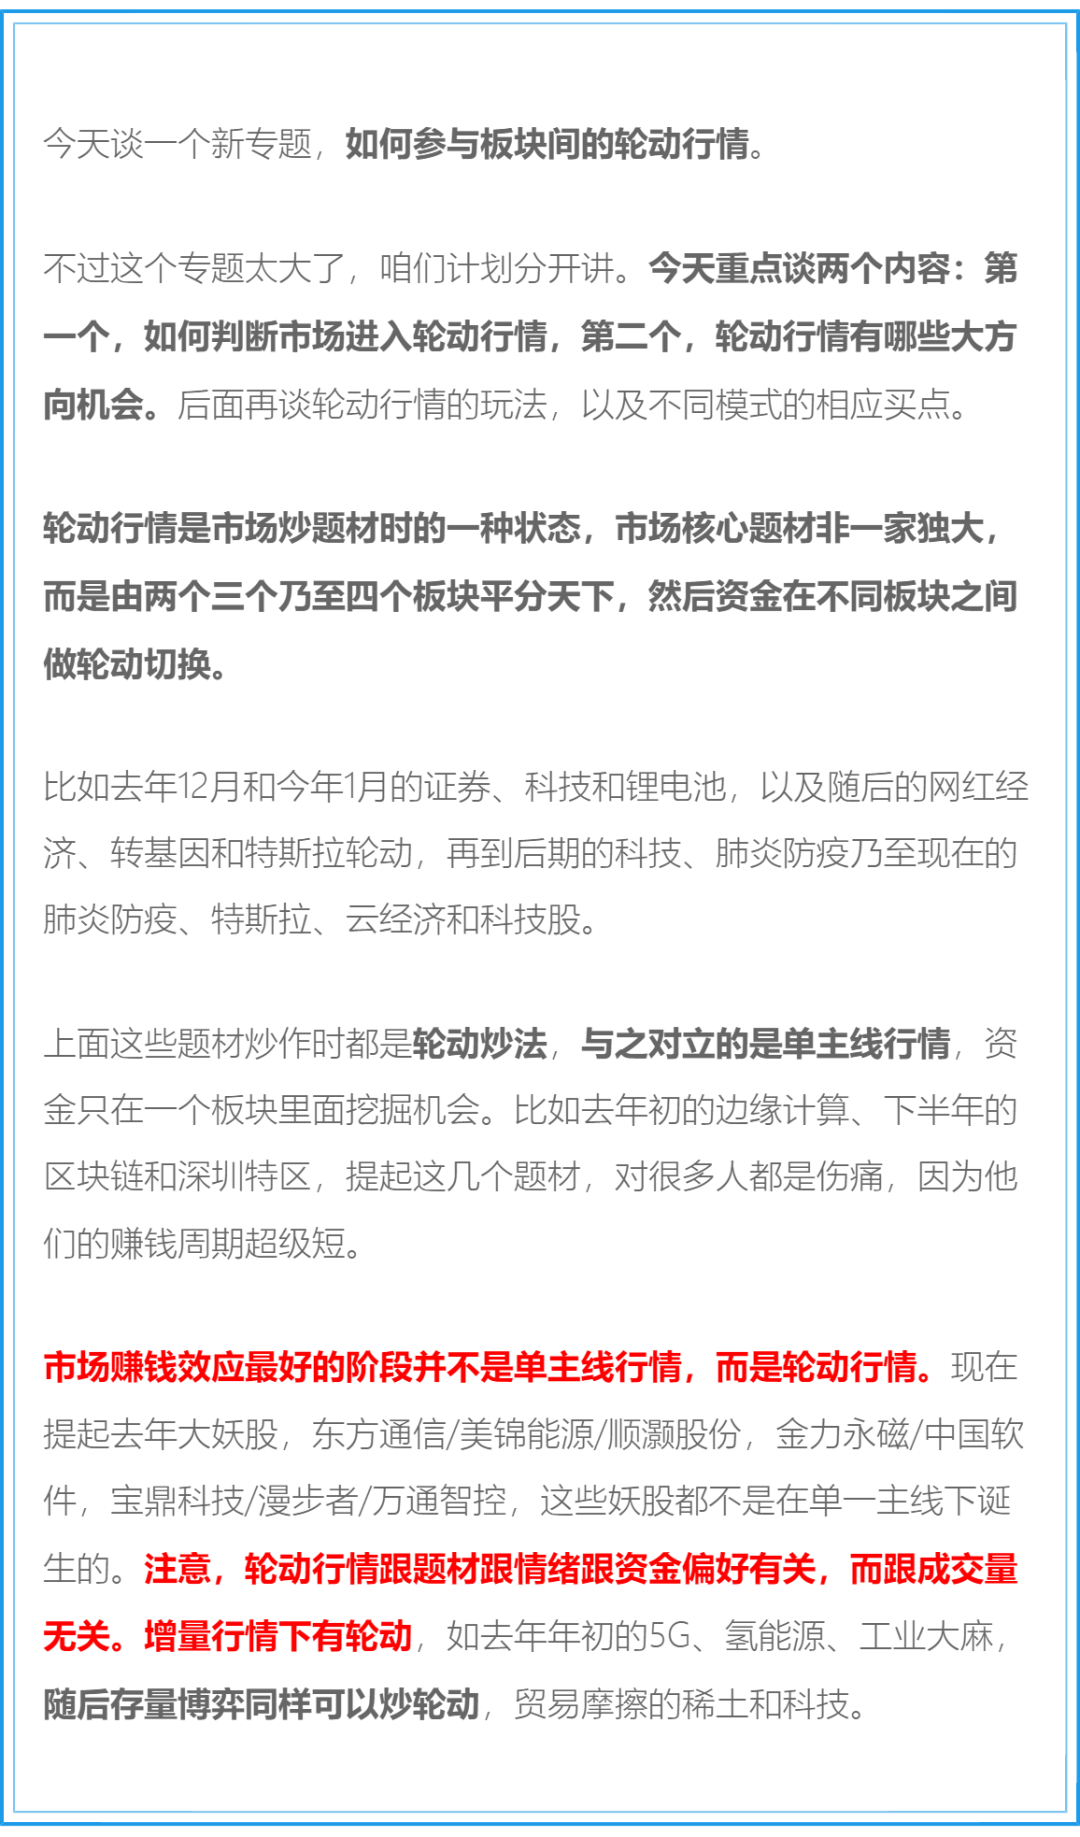 今天谈一个新专题，如何参与板块间的轮动行情。
不过这个专题太大了，咱们计划分开讲。今天重点谈两个内容：第
一个，如何判断市场进入轮动行情，第二个，轮动行情有哪些大方
向机会。后面再谈轮动行情的玩法，以及不同模式的相应买点。
轮动行情是市场炒题材时的一种状态，市场核心题材非一家独大，
而是由两个三个乃至四个板块平分天下，然后资金在不同板块之间
做轮动切换。
比如去年12月和今年1月的证券、科技和锂电池，以及随后的网红经
济、转基因和特斯拉轮动，再到后期的科技、肺炎防疫乃至现在的
肺炎防疫、特斯拉、云经济和科技股。
上面这些题材炒作时都是轮动炒法，与之对立的是单主线行情，资
金只在一个板块里面挖掘机会。比如去年初的边缘计算、下半年的
区块链和深圳特区，提起这几个题材，对很多人都是伤痛，因为他
们的赚钱周期超级短。
市场赚钱效应最好的阶段并不是单主线行情，而是轮动行情。现在
提起去年大妖股，东方通信/美锦能源/顺灏股份，金力永磁/中国软
件，宝鼎科技/漫步者/万通智控，这些妖股都不是在单一主线下诞
生的。注意，轮动行情跟题材跟情绪跟资金偏好有关，而跟成交量
无关。增量行情下有轮动，如去年年初的5G、氢能源、工业大麻，
随后存量博弈同样可以炒轮动，贸易摩擦的稀土和科技。